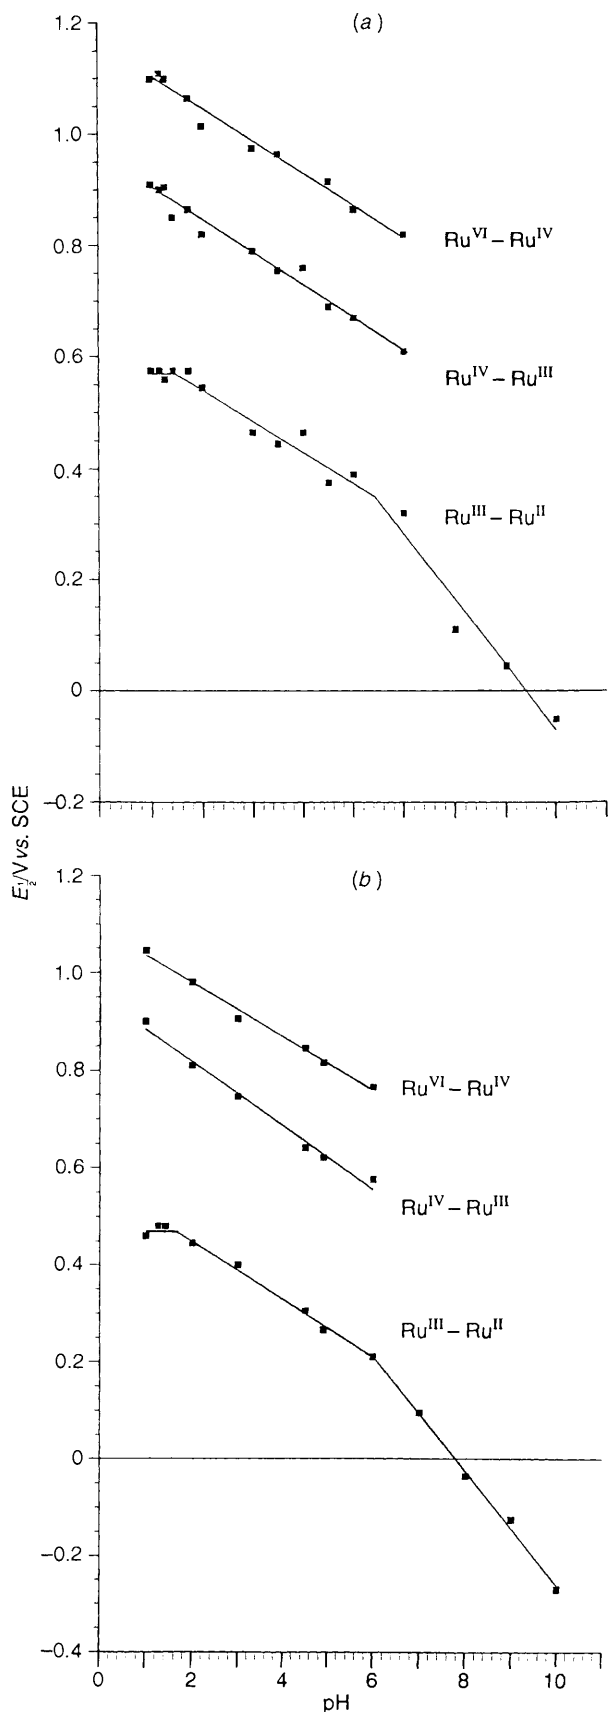 (a)
1.2
1.0
0.8
0.6
0.4
0.2
0
−0.2
Ru^VI – Ru^IV
Ru^IV – Ru^III
Ru^III – Ru^II
E½/V vs. SCE
(b)
1.2
1.0
0.8
0.6
0.4
0.2
0
−0.2
−0.4
Ru^VI – Ru^IV
Ru^IV – Ru^III
Ru^III – Ru^II
0 2 4 6 8 10
pH